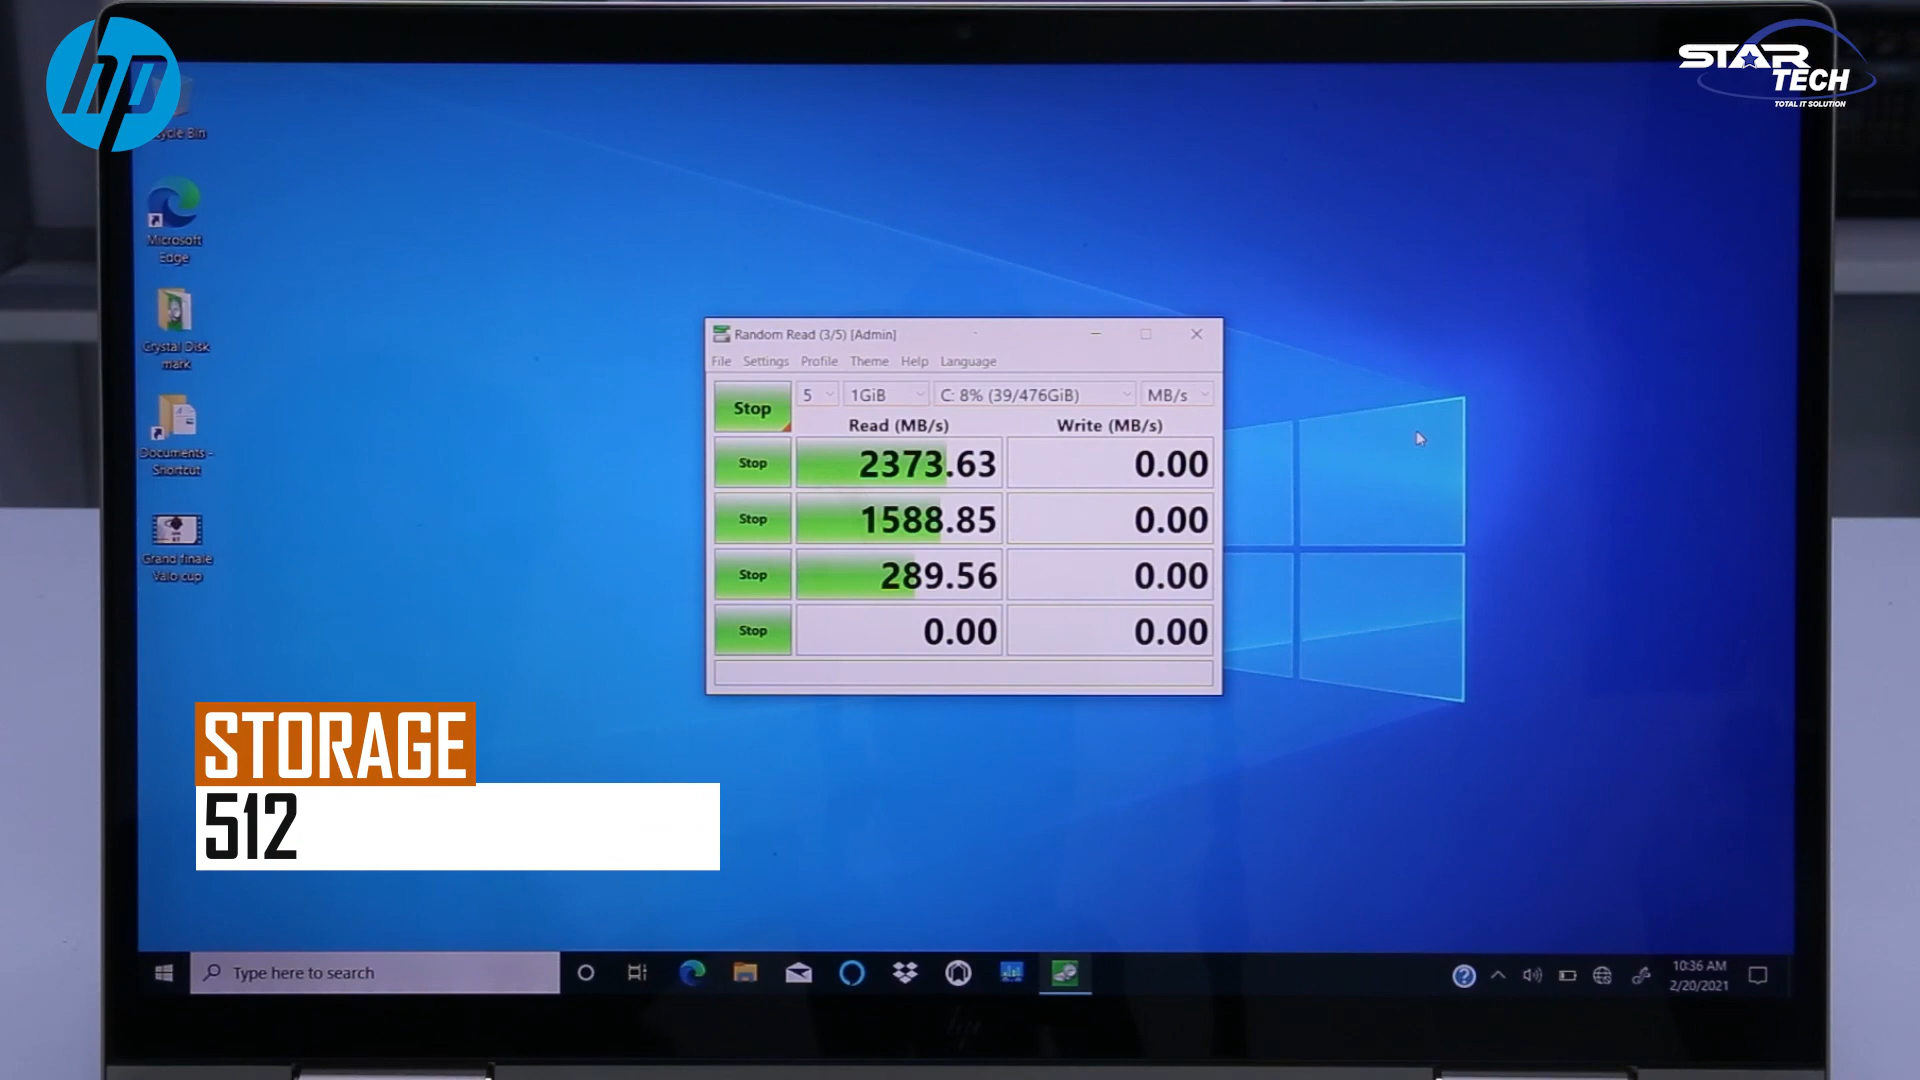 hp
STAR
TECH
TOTAL IT SOLUTION
cycle Bin
Microsoft
Edge
Crystal Disk
mark
Documents -
Shortcut
Grand finale
Valo cup
Random Read (3/5) [Admin]
File Settings Profile Theme Help Language
Stop 5 1GiB C: 8% (39/476GiB) MB/s
Read (MB/s) Write (MB/s)
Stop 2373.63 0.00
Stop 1588.85 0.00
Stop 289.56 0.00
Stop 0.00 0.00
STORAGE
512
Type here to search
10:36 AM
2/20/2021
hp